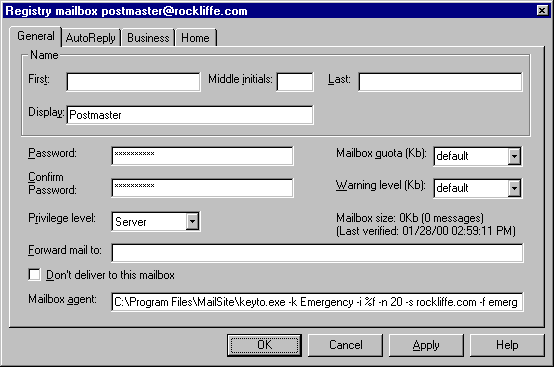 Registry mailbox postmaster@rockliffe.com
General AutoReply Business Home
Name
First: Middle initials: Last:
Display: Postmaster
Password: ********** Mailbox quota (Kb): default
Confirm Password: ********** Warning level (Kb): default
Privilege level: Server Mailbox size: 0Kb (0 messages)
(Last verified: 01/28/00 02:59:11 PM)
Forward mail to:
Don't deliver to this mailbox
Mailbox agent: C:\Program Files\MailSite\keyto.exe -k Emergency -i %f -n 20 -s rockliffe.com -f emerg
OK Cancel Apply Help